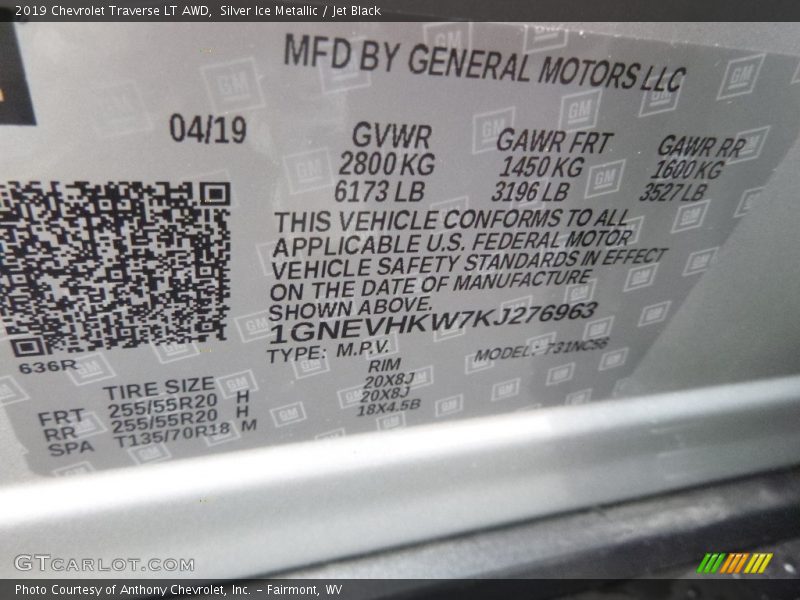 2019 Chevrolet Traverse LT AWD, Silver Ice Metallic / Jet Black
MFD BY GENERAL MOTORS LLC
04/19
GVWR GAWR FRT GAWR RR
2800 KG 1450 KG 1600 KG
6173 LB 3196 LB 3527 LB
THIS VEHICLE CONFORMS TO ALL
APPLICABLE U.S. FEDERAL MOTOR
VEHICLE SAFETY STANDARDS IN EFFECT
ON THE DATE OF MANUFACTURE
SHOWN ABOVE.
1GNEVHKW7KJ276963
TYPE: M.P.V. MODEL:
636R
TIRE SIZE RIM
FRT 255/55R20 H 20X8J
RR 255/55R20 H 20X8J
SPA T135/70R18 M 18X4.5B
GTCARLOT.COM
Photo Courtesy of Anthony Chevrolet, Inc. – Fairmont, WV